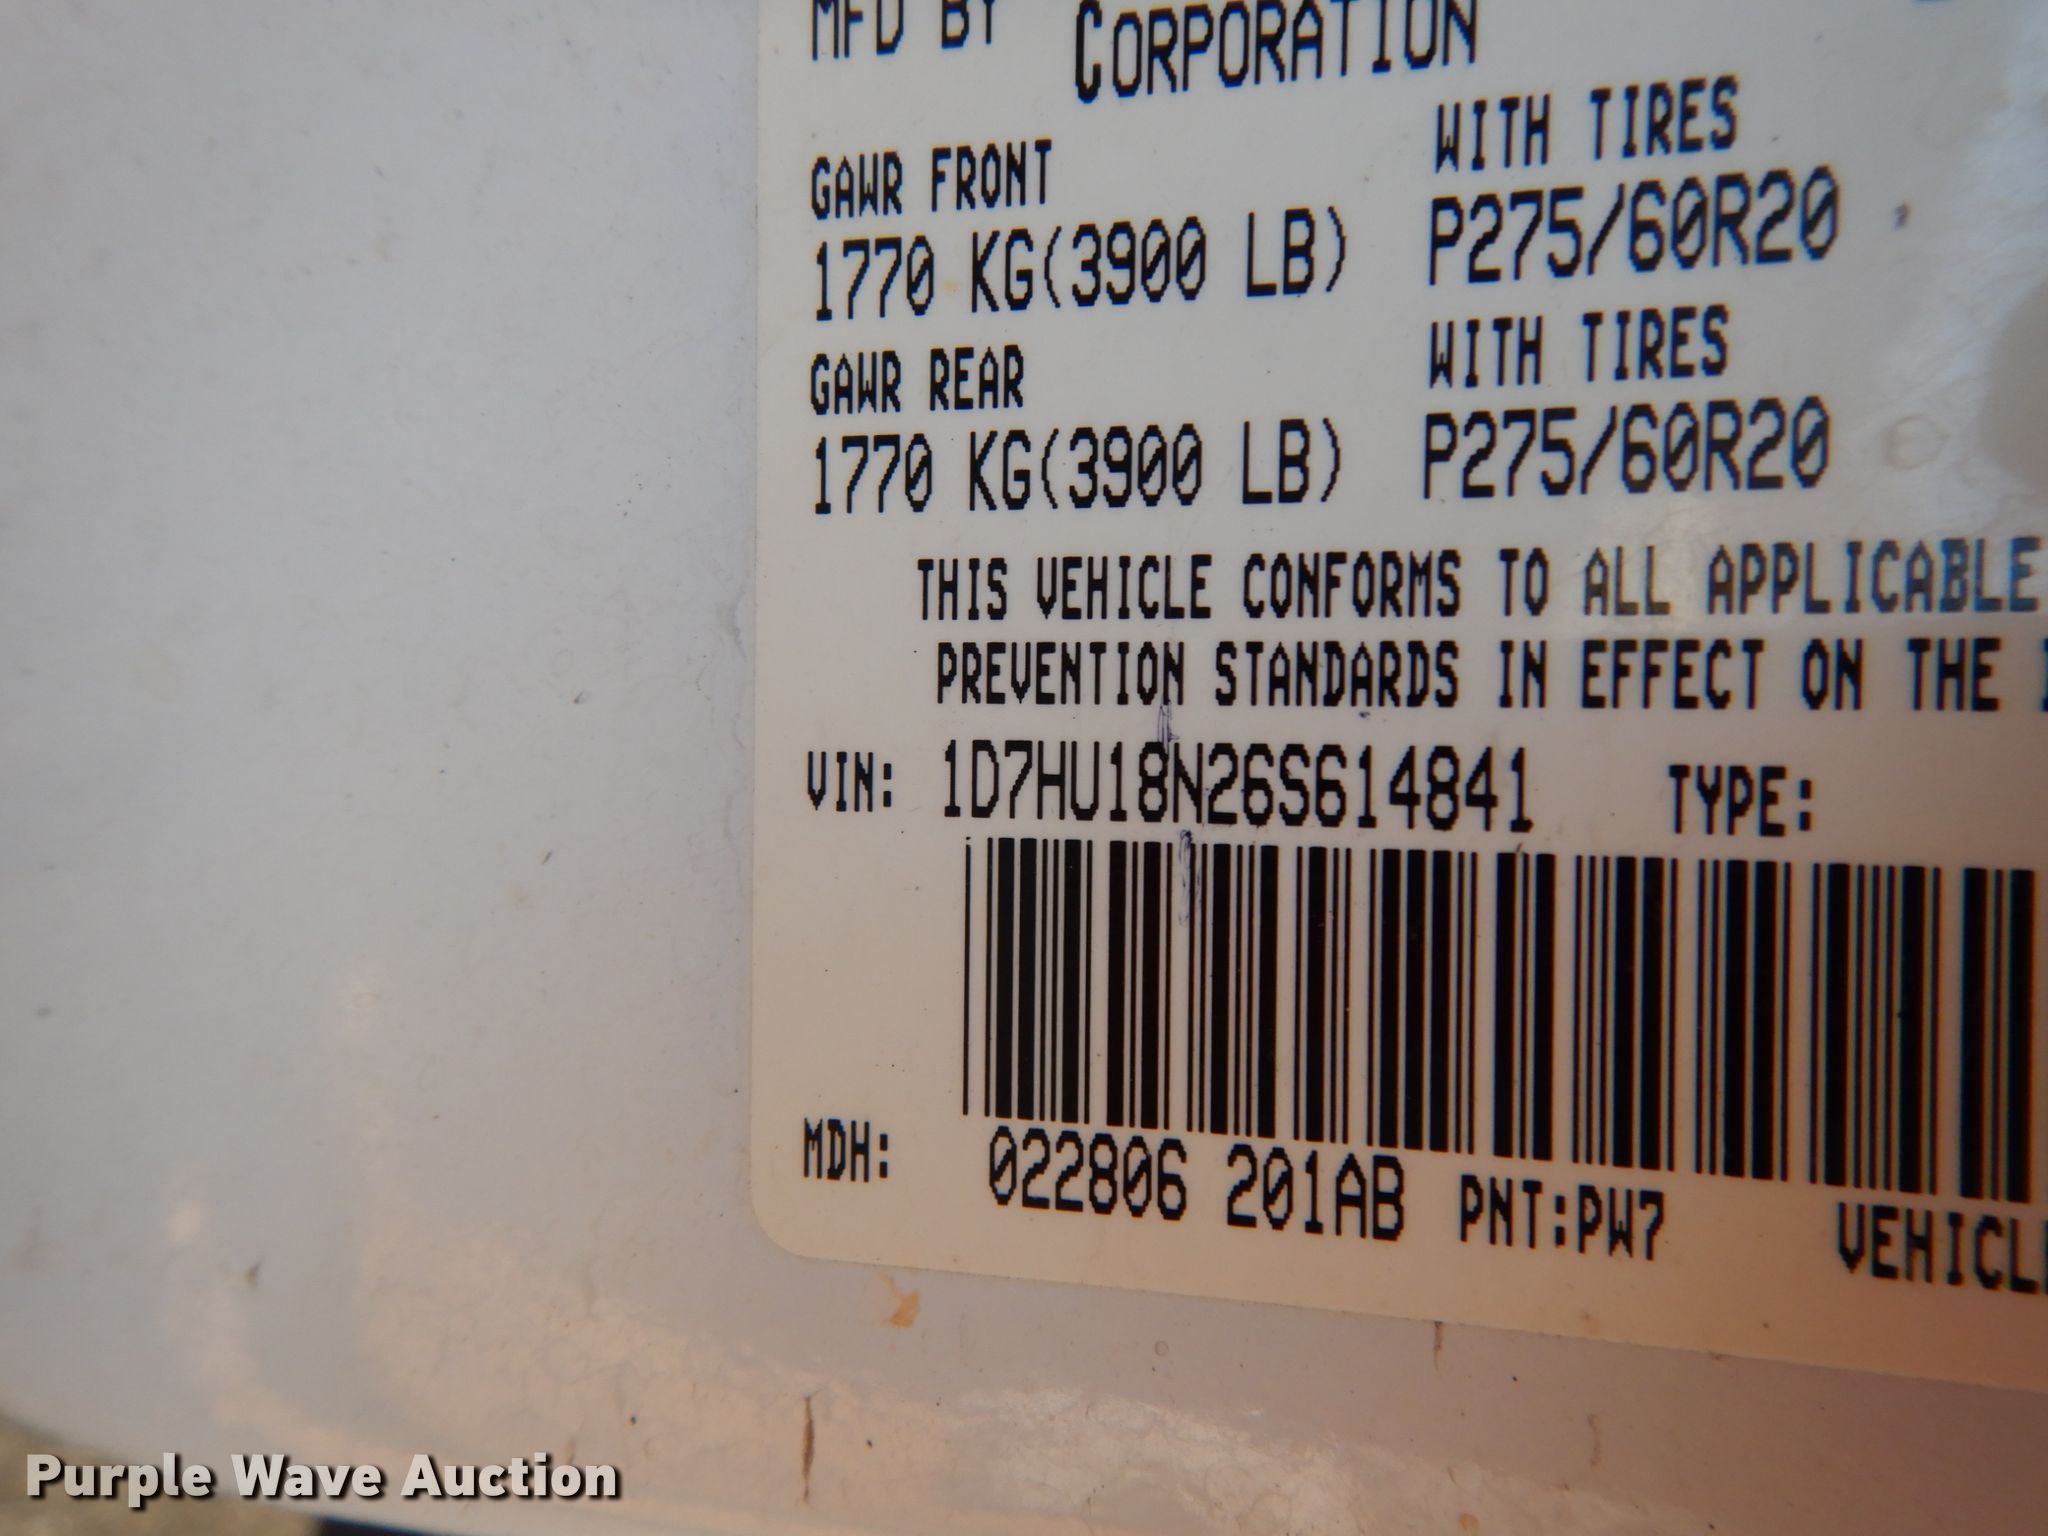 MFD BY CORPORATION
GAWR FRONT WITH TIRES
1770 KG(3900 LB) P275/60R20
GAWR REAR WITH TIRES
1770 KG(3900 LB) P275/60R20
THIS VEHICLE CONFORMS TO ALL APPLICABLE
PREVENTION STANDARDS IN EFFECT ON THE
VIN: 1D7HU18N26S614841 TYPE:
MDH: 022806 201AB PNT:PW7 VEHICL
Purple Wave Auction